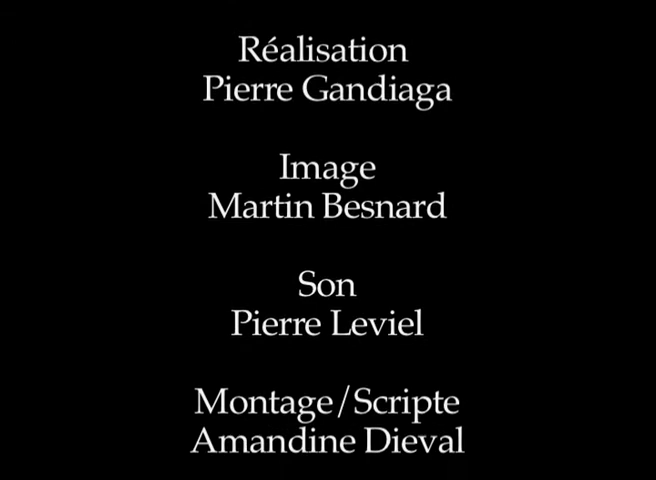 Réalisation
Pierre Gandiaga
Image
Martin Besnard
Son
Pierre Leviel
Montage/Scripte
Amandine Dieval